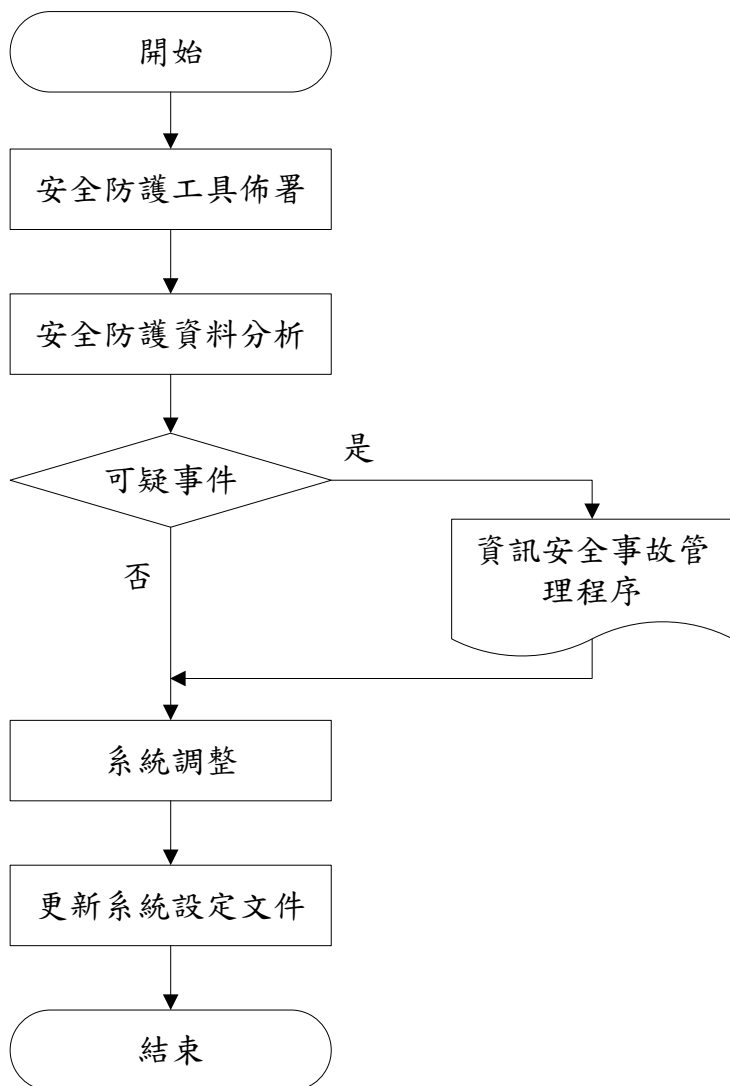 開始
安全防護工具佈署
安全防護資料分析
可疑事件
是
資訊安全事故管
理程序
否
系統調整
更新系統設定文件
結束